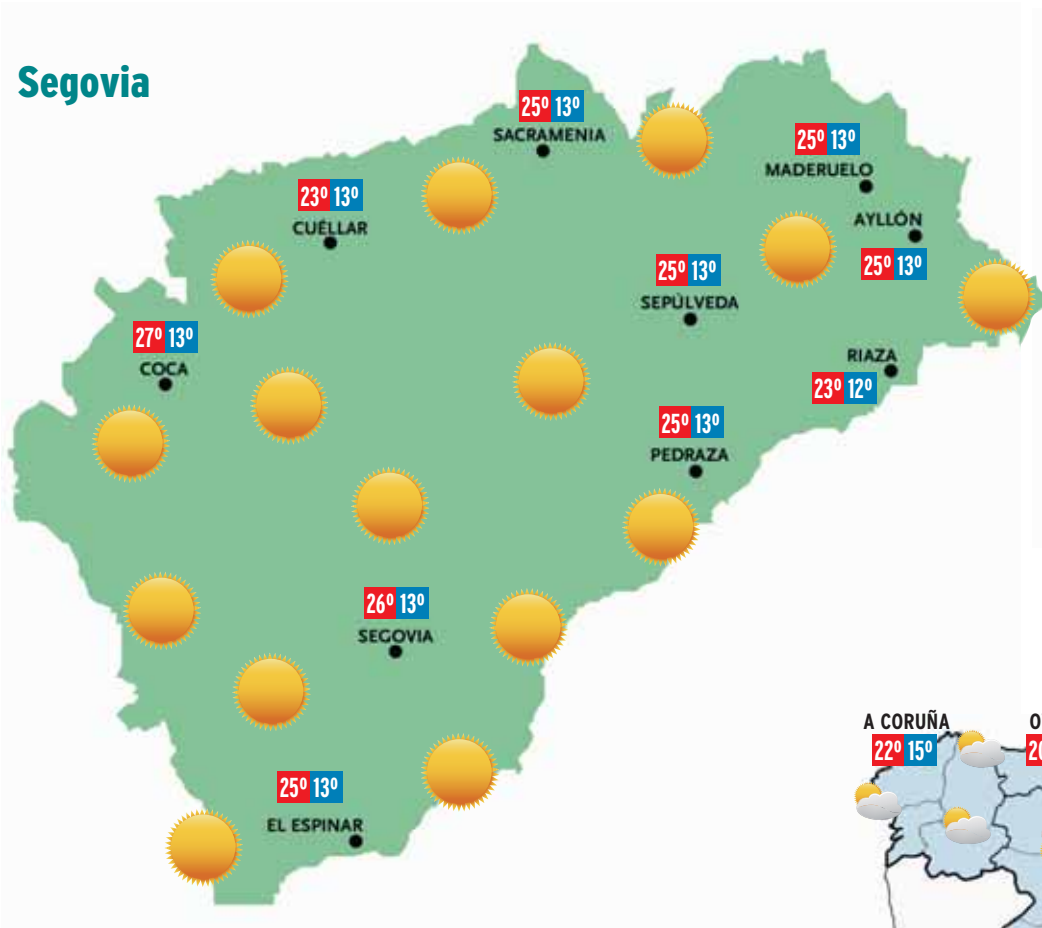 Segovia
25º 13º
SACRAMENIA
25º 13º
MADERUELO
23º 13º
CUÉLLAR
AYLLÓN
25º 13º
25º 13º
SEPÚLVEDA
27º 13º
COCA
RIAZA
23º 12º
25º 13º
PEDRAZA
26º 13º
SEGOVIA
A CORUÑA
22º 15º
25º 13º
EL ESPINAR